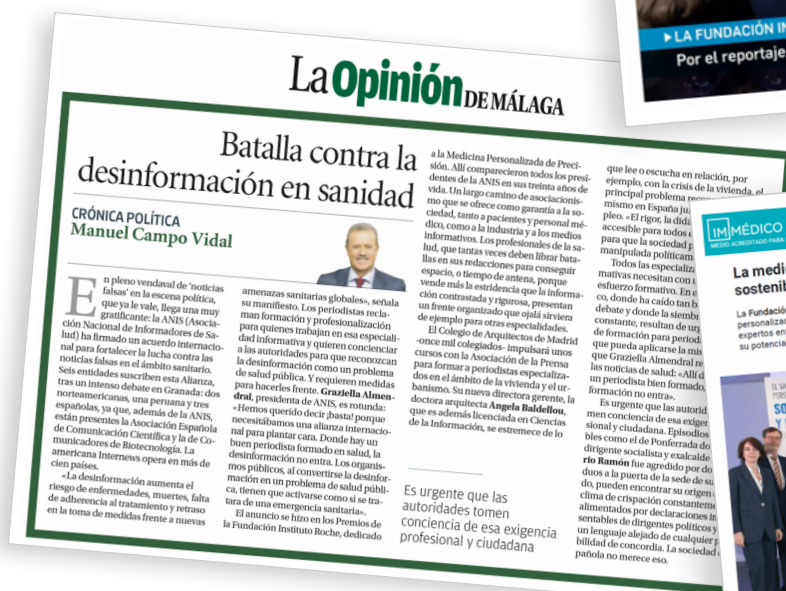 ▸LA FUNDACIÓN IN
Por el reportaje
La Opinión DE MÁLAGA
Batalla contra la
desinformación en sanidad
CRÓNICA POLÍTICA
Manuel Campo Vidal
En pleno vendaval de ‘noticias
falsas’ en la escena política,
que ya le vale, llega una muy
gratificante: la ANIS (Asocia-
ción Nacional de Informadores de Sa-
lud) ha firmado un acuerdo internacio-
nal para fortalecer la lucha contra las
noticias falsas en el ámbito sanitario.
Seis entidades suscriben esta Alianza,
tras un intenso debate en Granada: dos
norteamericanas, una peruana y tres
españolas, ya que, además de la ANIS,
están presentes la Asociación Española
de Comunicación Científica y la de Co-
municadores de Biotecnología. La
americana Internews opera en más de
cien países.
«La desinformación aumenta el
riesgo de enfermedades, muertes, falta
de adherencia al tratamiento y retraso
en la toma de medidas frente a nuevas
amenazas sanitarias globales», señala
su manifiesto. Los periodistas recla-
man formación y profesionalización
para quienes trabajan en esa especiali-
dad informativa y quieren concienciar
a las autoridades para que reconozcan
la desinformación como un problema
de salud pública. Y requieren medidas
para hacerles frente. Graziella Almen-
dral, presidenta de ANIS, es rotunda:
«Hemos querido decir ¡basta! porque
necesitábamos una alianza internacio-
nal para plantar cara. Donde hay un
buen periodista formado en salud, la
desinformación no entra. Los organis-
mos públicos, al convertirse la desinfor-
mación en un problema de salud públi-
ca, tienen que activarse como si se tra-
tara de una emergencia sanitaria».
El anuncio se hizo en los Premios de
la Fundación Instituto Roche, dedicado
a la Medicina Personalizada de Preci-
sión. Allí comparecieron todos los presi-
dentes de la ANIS en sus treinta años de
vida. Un largo camino de asociacionis-
mo que se ofrece como garantía a la so-
ciedad, tanto a pacientes y personal mé-
dico, como a la industria y a los medios
informativos. Los profesionales de la sa-
lud, que tantas veces deben librar bata-
llas en sus redacciones para conseguir
espacio, o tiempo de antena, porque
vende más la estridencia que la informa-
ción contrastada y rigurosa, presentan
un frente organizado que ojalá sirviera
de ejemplo para otras especialidades.
El Colegio de Arquitectos de Madrid
-once mil colegiados- impulsará unos
cursos con la Asociación de la Prensa
para formar a periodistas especializa-
dos en el ámbito de la vivienda y el ur-
banismo. Su nueva directora gerente, la
doctora arquitecta Angela Baldellou,
que es además licenciada en Ciencias
de la Información, se estremece de lo
Es urgente que las
autoridades tomen
conciencia de esa exigencia
profesional y ciudadana
que lee o escucha en relación, por
ejemplo, con la crisis de la vivienda, el
principal problema
mismo en España
pleo. «El rigor, la
accesible para todos
para que la sociedad
manipulada
Todos las
mativas necesitan con
esfuerzo formativo. En
co, donde ha caído tan
debate y donde la
constante, resultan de
de formación para
que pueda aplicarse la
que Graziella Almendral
las noticias de salud: «Allí
un periodista bien formado,
formación no entra».
Es urgente que las
men conciencia de esa
sional y ciudadana. Episodios
bles como el de Ponferrada
dirigente socialista y exalcalde
rio Ramón fue agredido por
duos a la puerta de la sede de
do, pueden encontrar su origen
clima de crispación
alimentados por declaraciones
sentables de dirigentes políticos y
un lenguaje alejado de cualquier
bilidad de concordia. La sociedad
pañola no merece eso.
IM MÉDICO
MEDIO ACREDITADO PARA
La medi
sostenib
La Fundació
personaliza
expertos en
su potencia